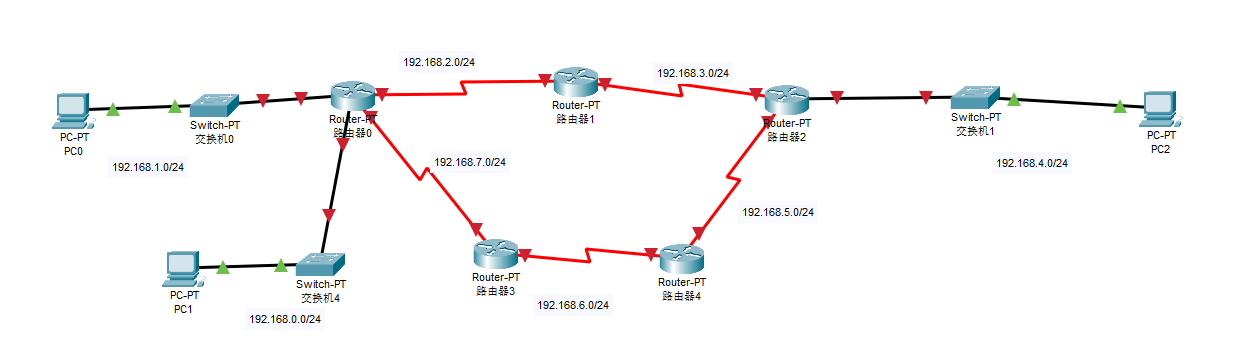 192.168.2.0/24
192.168.3.0/24
Router-PT
路由器1
Router-PT
路由器0
Router-PT
路由器2
Switch-PT
交换机0
Switch-PT
交换机1
PC-PT
PC0
PC-PT
PC2
192.168.1.0/24
192.168.7.0/24
192.168.4.0/24
192.168.5.0/24
Router-PT
路由器3
Router-PT
路由器4
Switch-PT
交换机4
PC-PT
PC1
192.168.6.0/24
192.168.0.0/24